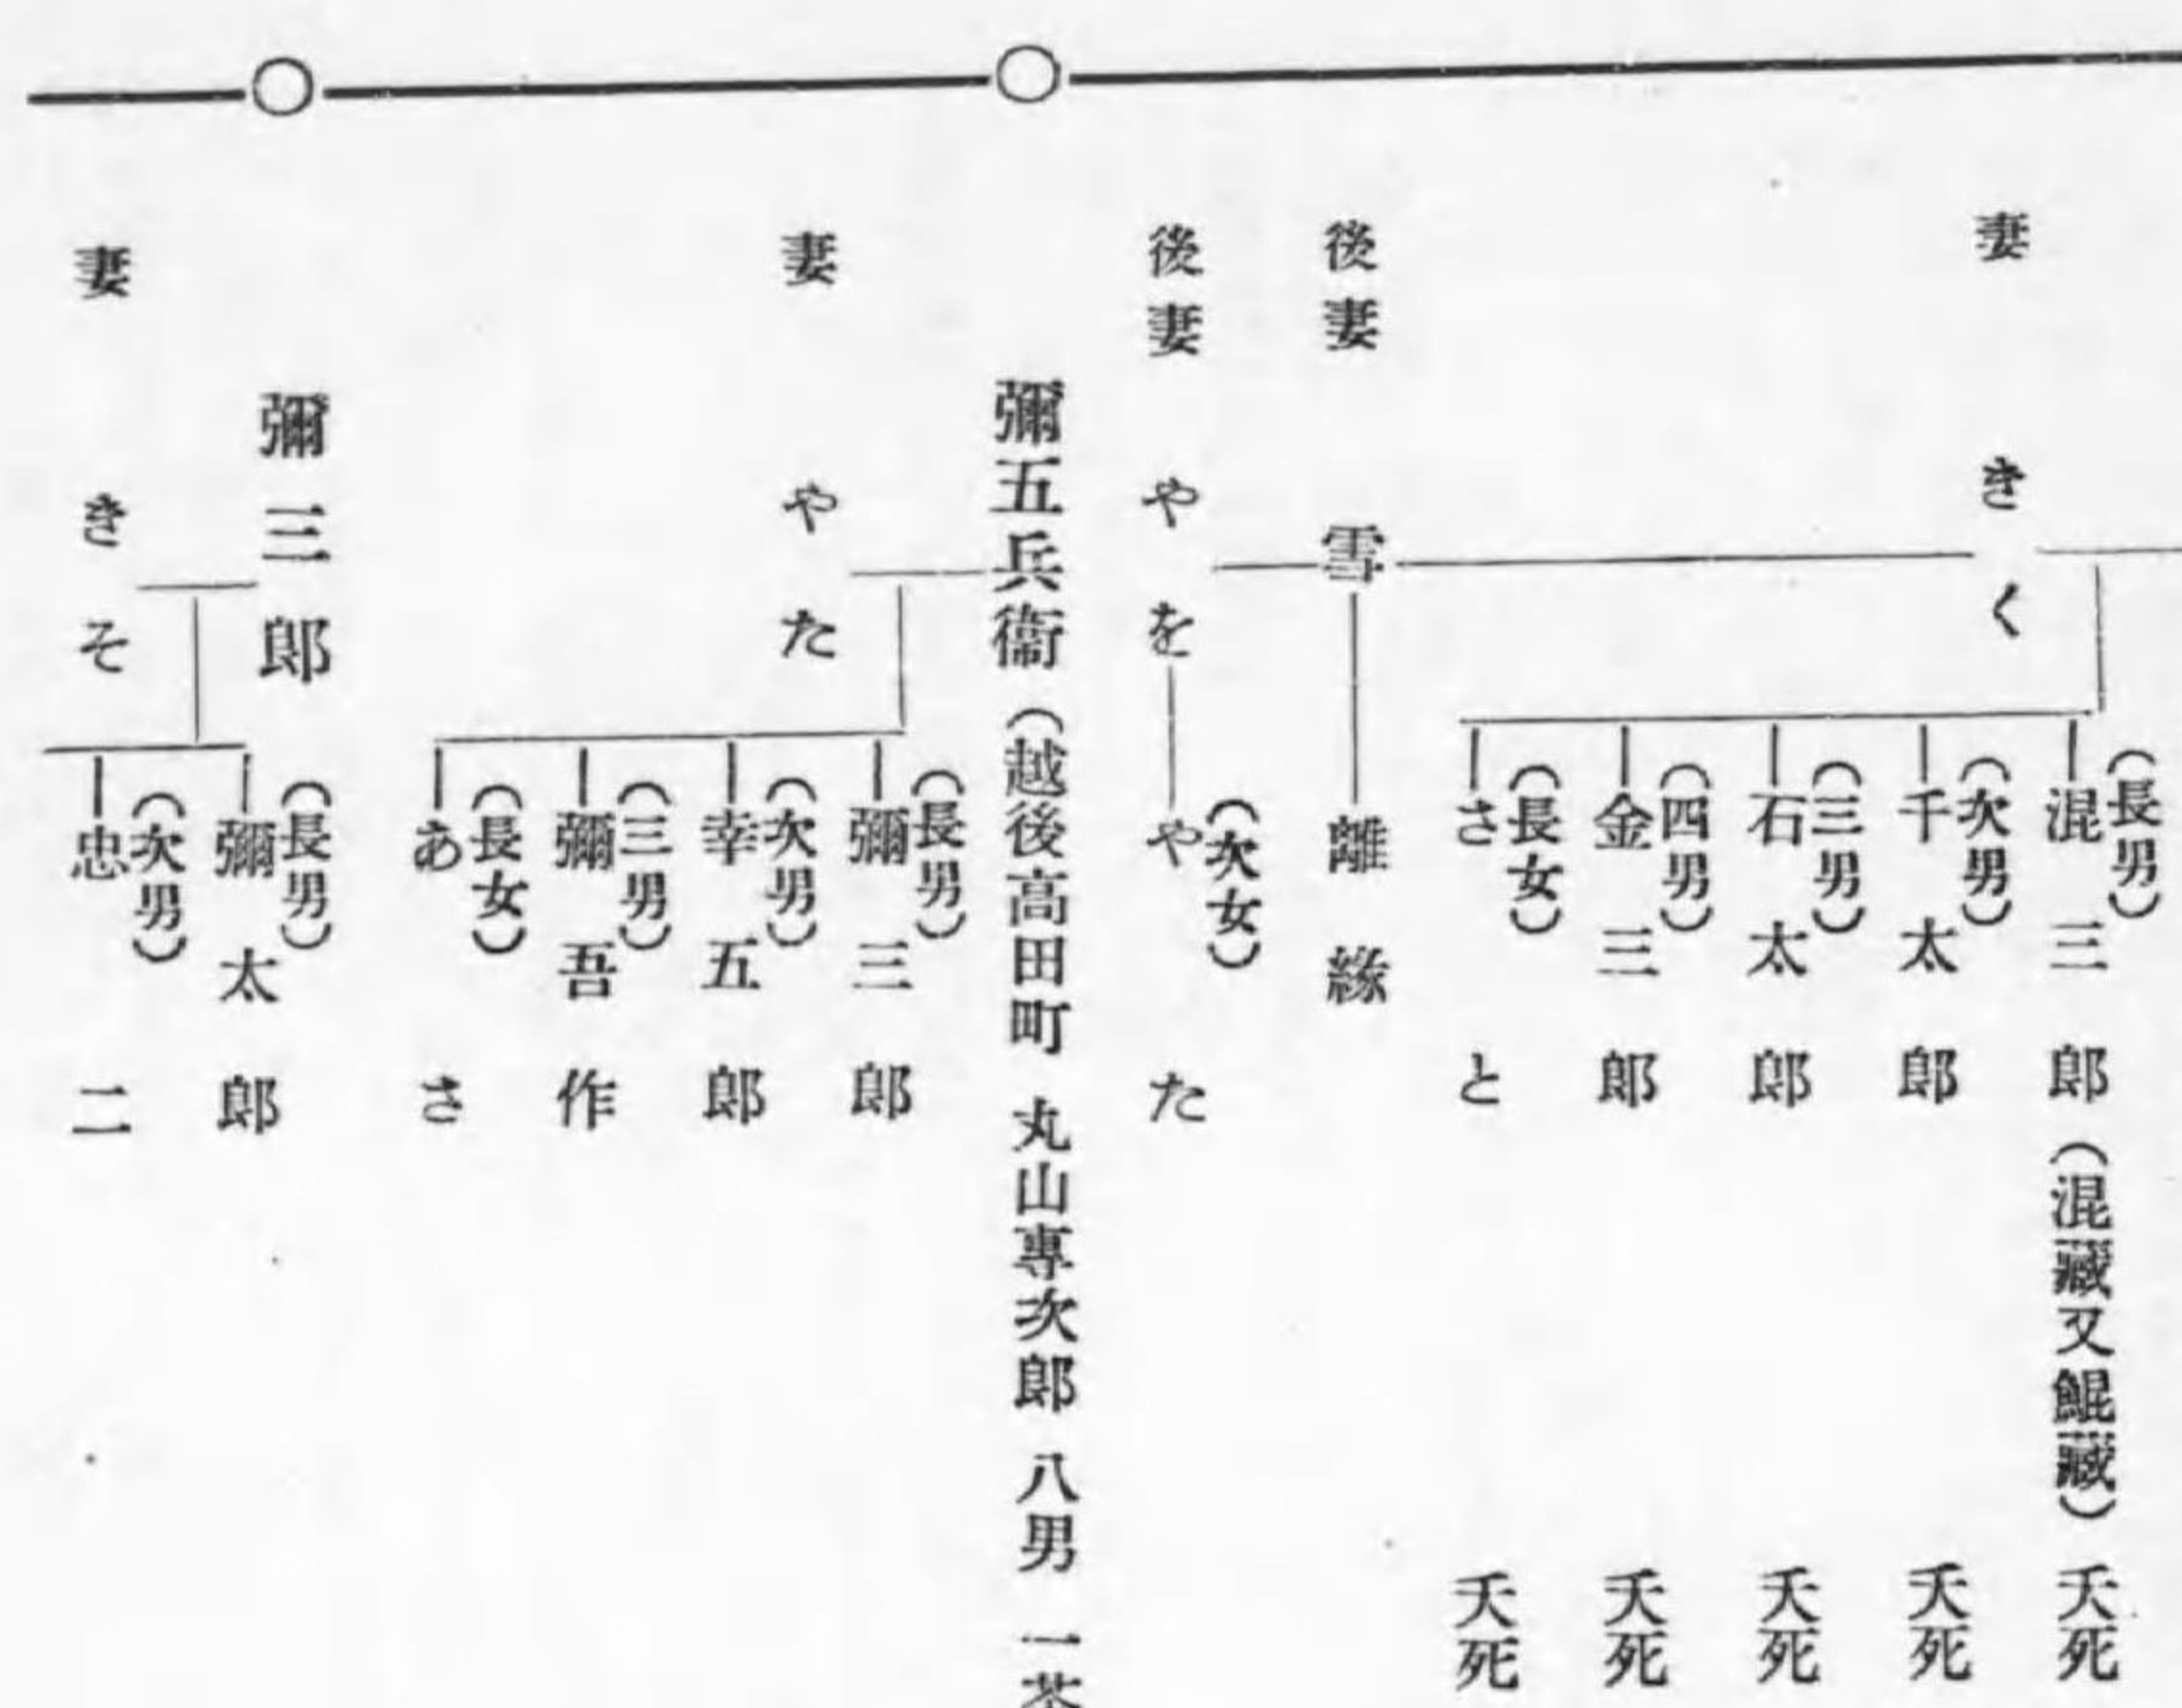 妻 きく
(長男)
混三郎(混藏又鯤藏) 夭死
(次男)
千太郎 夭死
(三男)
石太郎 夭死
(四男)
金三郎 夭死
(長女)
さと 夭死
後妻 雪 離緣
後妻 やを
(次女)
やた
彌五兵衞(越後高田町 丸山專次郎 八男 一茶
妻 やた
(長男)
彌三郎
(次男)
幸五郎
(三男)
彌吾作
(長女)
あさ
彌三郎
妻 きそ
(長男)
彌太郎
(次男)
忠二